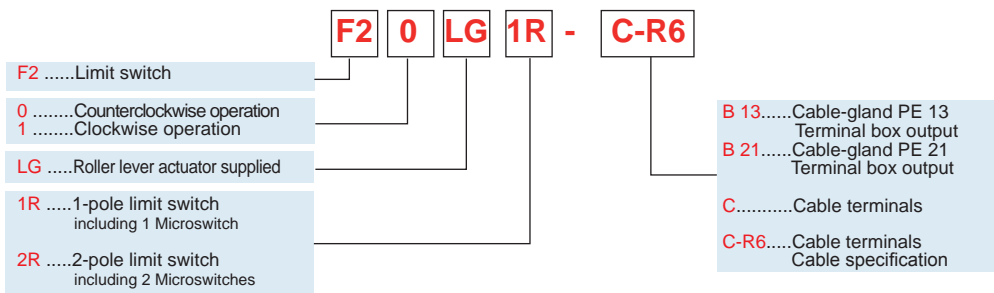 F2 0 LG 1R - C-R6
F2 ......Limit switch
0 ........Counterclockwise operation
1 ........Clockwise operation
LG .....Roller lever actuator supplied
1R .....1-pole limit switch
including 1 Microswitch
2R .....2-pole limit switch
including 2 Microswitches
B 13......Cable-gland PE 13
Terminal box output
B 21......Cable-gland PE 21
Terminal box output
C...........Cable terminals
C-R6.....Cable terminals
Cable specification